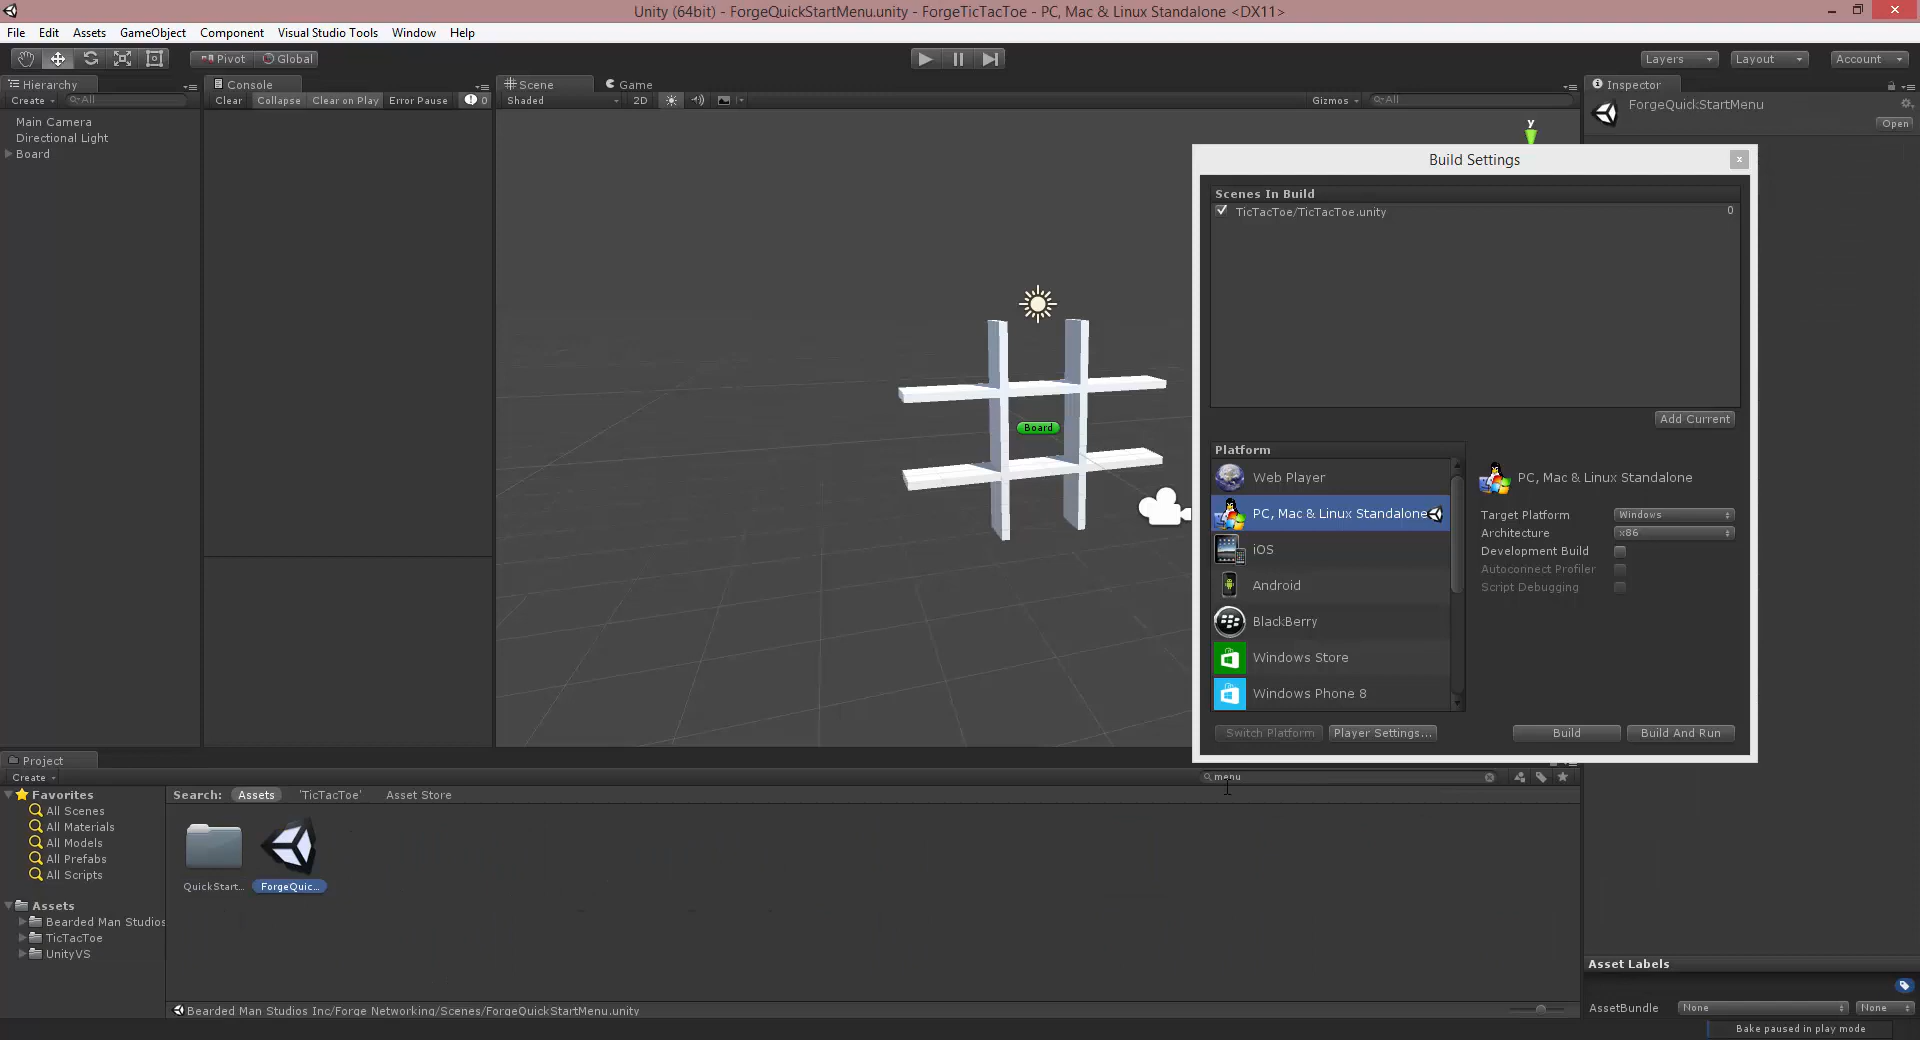 Unity (64bit) - ForgeQuickStartMenu.unity - ForgeTicTacToe - PC, Mac & Linux Standalone <DX11>
File Edit Assets GameObject Component Visual Studio Tools Window Help
Pivot Global Layers Layout Account
Hierarchy Console Scene Game Inspector
Create All Clear Collapse Clear on Play Error Pause 0 Shaded 2D Gizmos All
ForgeQuickStartMenu
Open
Main Camera
Directional Light
Board
y
Build Settings
Scenes In Build
TicTacToe/TicTacToe.unity 0
Board
Add Current
Platform
Web Player
PC, Mac & Linux Standalone
iOS
Android
BlackBerry
Windows Store
Windows Phone 8
PC, Mac & Linux Standalone
Target Platform Windows
Architecture x86
Development Build
Autoconnect Profiler
Script Debugging
Switch Platform Player Settings... Build Build And Run
Project
Create menu
Favorites
All Scenes
All Materials
All Models
All Prefabs
All Scripts
Assets
Bearded Man Studios
TicTacToe
UnityVS
Search: Assets 'TicTacToe' Asset Store
QuickStart... ForgeQuic...
Bearded Man Studios Inc/Forge Networking/Scenes/ForgeQuickStartMenu.unity
Asset Labels
AssetBundle None None
Bake paused in play mode